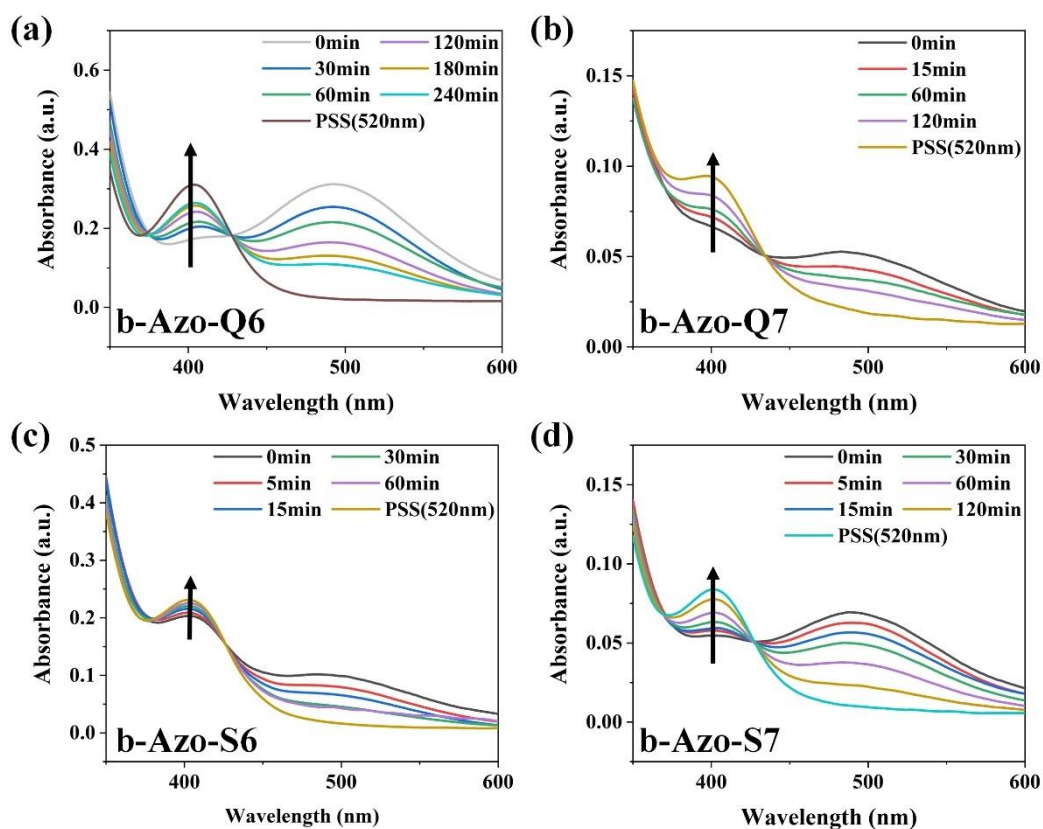 (a)
0.6
0.4
0.2
0.0
Absorbance (a.u.)
0min 120min
30min 180min
60min 240min
PSS(520nm)
b-Azo-Q6
400 500 600
Wavelength (nm)
(b)
0.15
0.10
0.05
0.00
Absorbance (a.u.)
0min
15min
60min
120min
PSS(520nm)
b-Azo-Q7
400 500 600
Wavelength (nm)
(c)
0.5
0.4
0.3
0.2
0.1
0.0
Absorbance (a.u.)
0min 30min
5min 60min
15min PSS(520nm)
b-Azo-S6
400 500 600
Wavelength (nm)
(d)
0.15
0.10
0.05
0.00
Absorbance (a.u.)
0min 30min
5min 60min
15min 120min
PSS(520nm)
b-Azo-S7
400 500 600
Wavelength (nm)